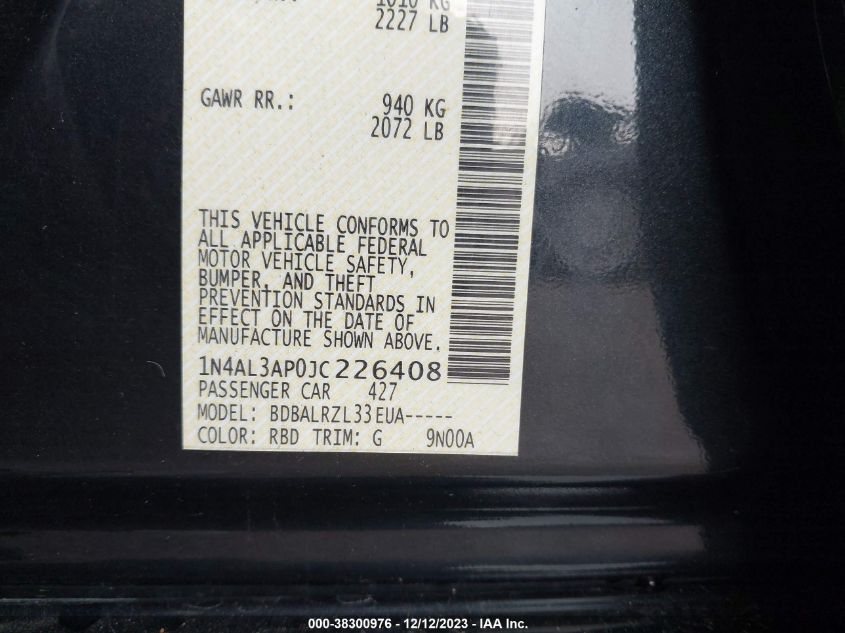 1010 KG
2227 LB
GAWR RR.: 940 KG
2072 LB
THIS VEHICLE CONFORMS TO
ALL APPLICABLE FEDERAL
MOTOR VEHICLE SAFETY,
BUMPER, AND THEFT
PREVENTION STANDARDS IN
EFFECT ON THE DATE OF
MANUFACTURE SHOWN ABOVE.
1N4AL3AP0JC226408
PASSENGER CAR 427
MODEL: BDBALRZL33EUA-----
COLOR: RBD TRIM: G 9N00A
000-38300976 - 12/12/2023 - IAA Inc.